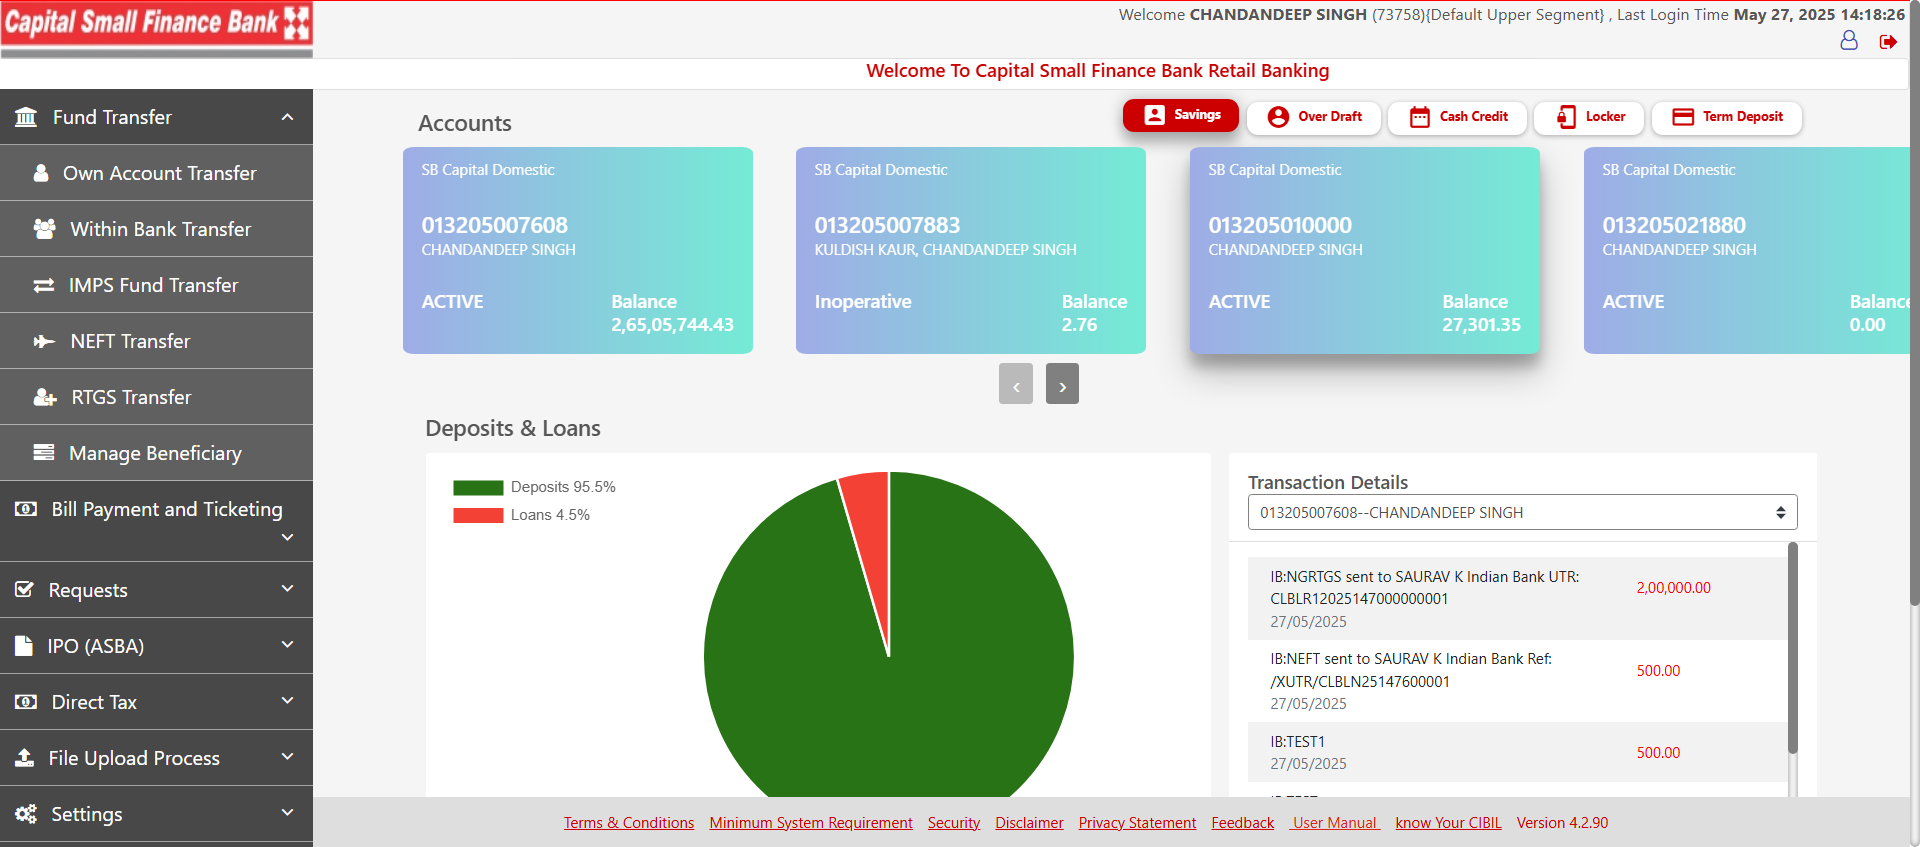 Capital Small Finance Bank
Welcome CHANDANDEEP SINGH (73758){Default Upper Segment} , Last Login Time May 27, 2025 14:18:26
Welcome To Capital Small Finance Bank Retail Banking
Fund Transfer
Own Account Transfer
Within Bank Transfer
IMPS Fund Transfer
NEFT Transfer
RTGS Transfer
Manage Beneficiary
Bill Payment and Ticketing
Requests
IPO (ASBA)
Direct Tax
File Upload Process
Settings
Accounts
Savings
Over Draft
Cash Credit
Locker
Term Deposit
SB Capital Domestic
013205007608
CHANDANDEEP SINGH
ACTIVE
Balance
2,65,05,744.43
SB Capital Domestic
013205007883
KULDISH KAUR, CHANDANDEEP SINGH
Inoperative
Balance
2.76
SB Capital Domestic
013205010000
CHANDANDEEP SINGH
ACTIVE
Balance
27,301.35
SB Capital Domestic
013205021880
CHANDANDEEP SINGH
ACTIVE
Balance
0.00
‹ ›
Deposits & Loans
Deposits 95.5%
Loans 4.5%
Transaction Details
013205007608--CHANDANDEEP SINGH
IB:NGRTGS sent to SAURAV K Indian Bank UTR:
CLBLR12025147000000001
27/05/2025
2,00,000.00
IB:NEFT sent to SAURAV K Indian Bank Ref:
/XUTR/CLBLN25147600001
27/05/2025
500.00
IB:TEST1
27/05/2025
500.00
Terms & Conditions Minimum System Requirement Security Disclaimer Privacy Statement Feedback User Manual know Your CIBIL Version 4.2.90